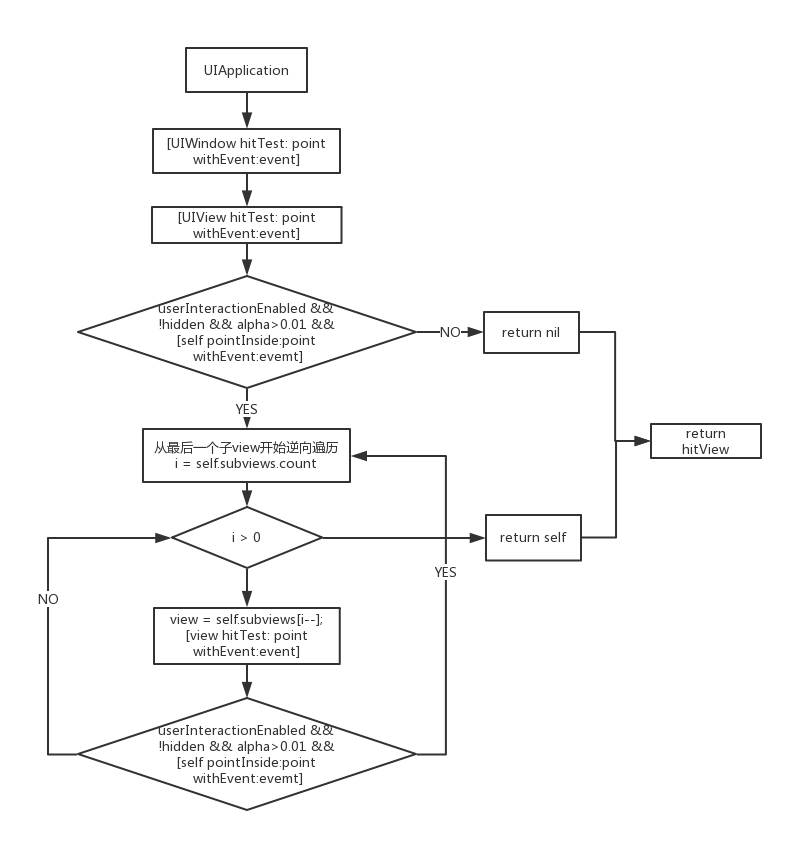 UIApplication
[UIWindow hitTest: point
withEvent:event]
[UIView hitTest: point
withEvent:event]
userInteractionEnabled &&
!hidden && alpha>0.01 &&
[self pointInside:point
withEvent:evemt]
NO
return nil
YES
return
hitView
从最后一个子view开始逆向遍历
i = self.subviews.count
i > 0
return self
YES
NO
view = self.subviews[i--];
[view hitTest: point
withEvent:event]
userInteractionEnabled &&
!hidden && alpha>0.01 &&
[self pointInside:point
withEvent:evemt]